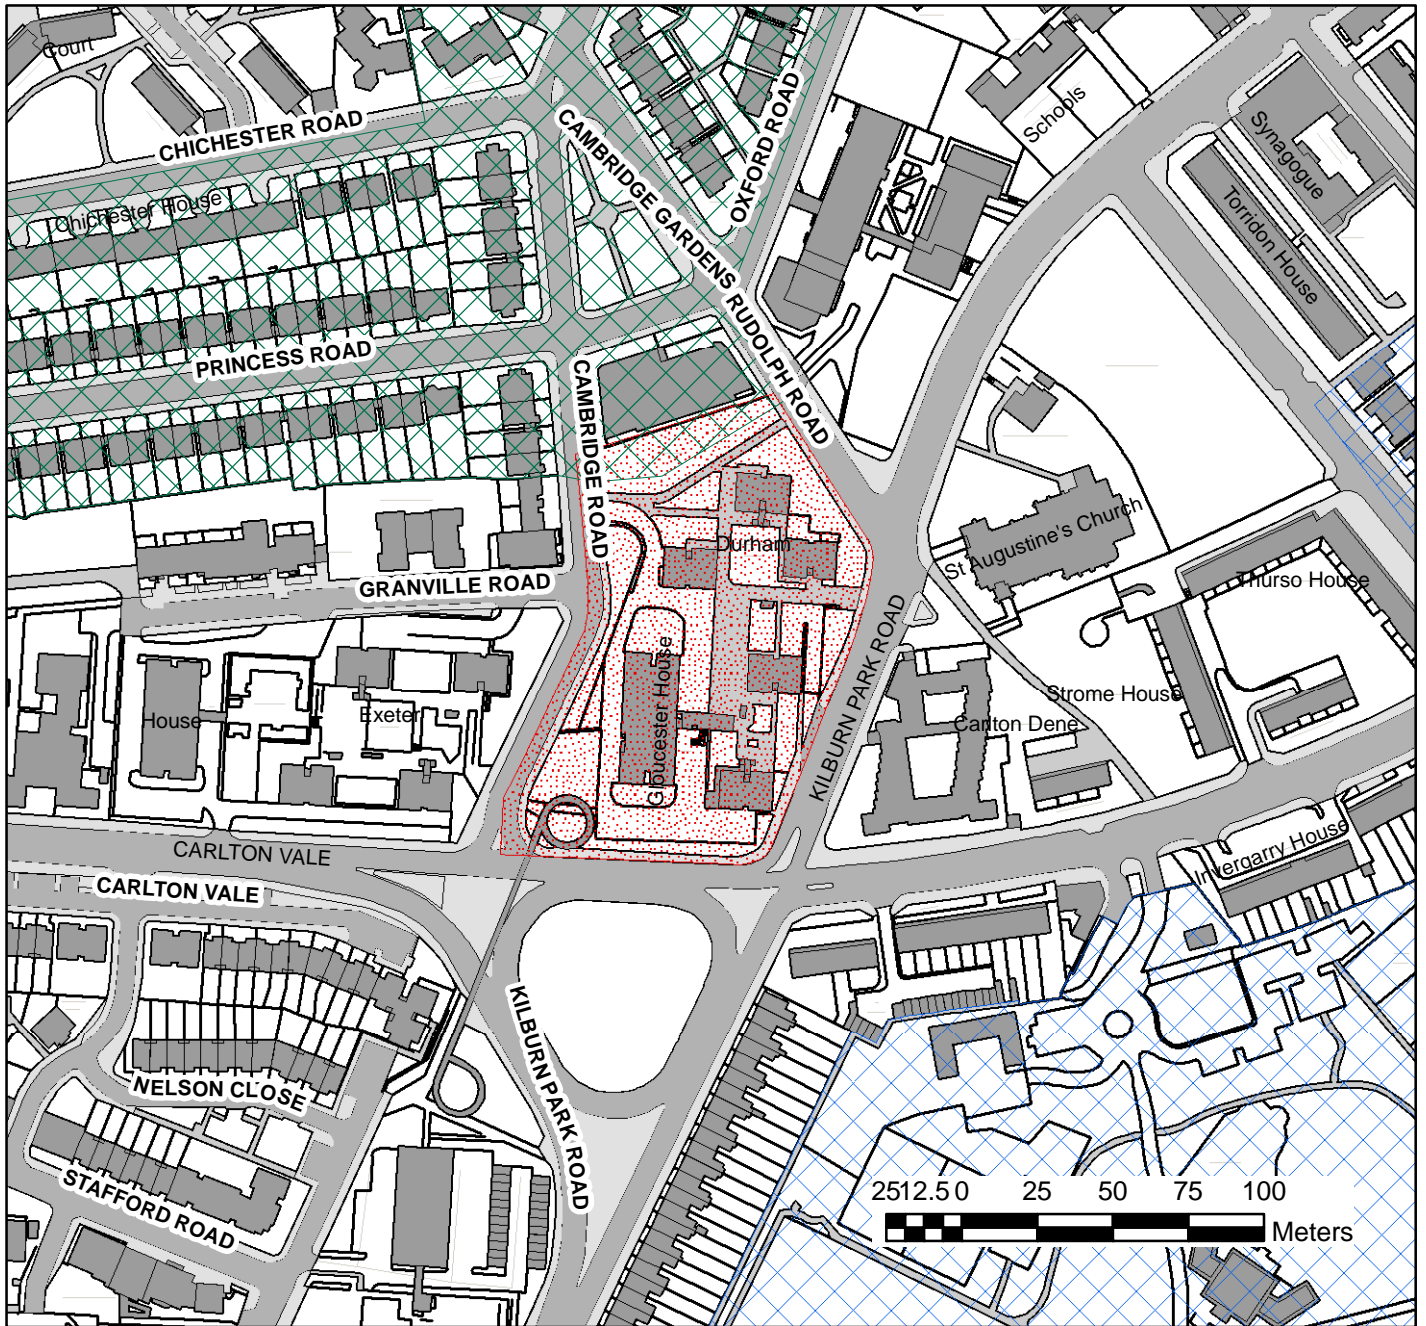 Court
CHICHESTER ROAD
CAMBRIDGE GARDENS
OXFORD ROAD
Schools
Synagogue
Torridon House
Chichester House
RUDOLPH ROAD
PRINCESS ROAD
CAMBRIDGE ROAD
St Augustine's Church
Durham
Thurso House
GRANVILLE ROAD
KILBURN PARK ROAD
Gloucester House
House
Exeter
Strome House
Carlton Dene
CARLTON VALE
CARLTON VALE
Invergarry House
KILBURN PARK ROAD
NELSON CLOSE
STAFFORD ROAD
25 12.5 0 25 50 75 100
Meters